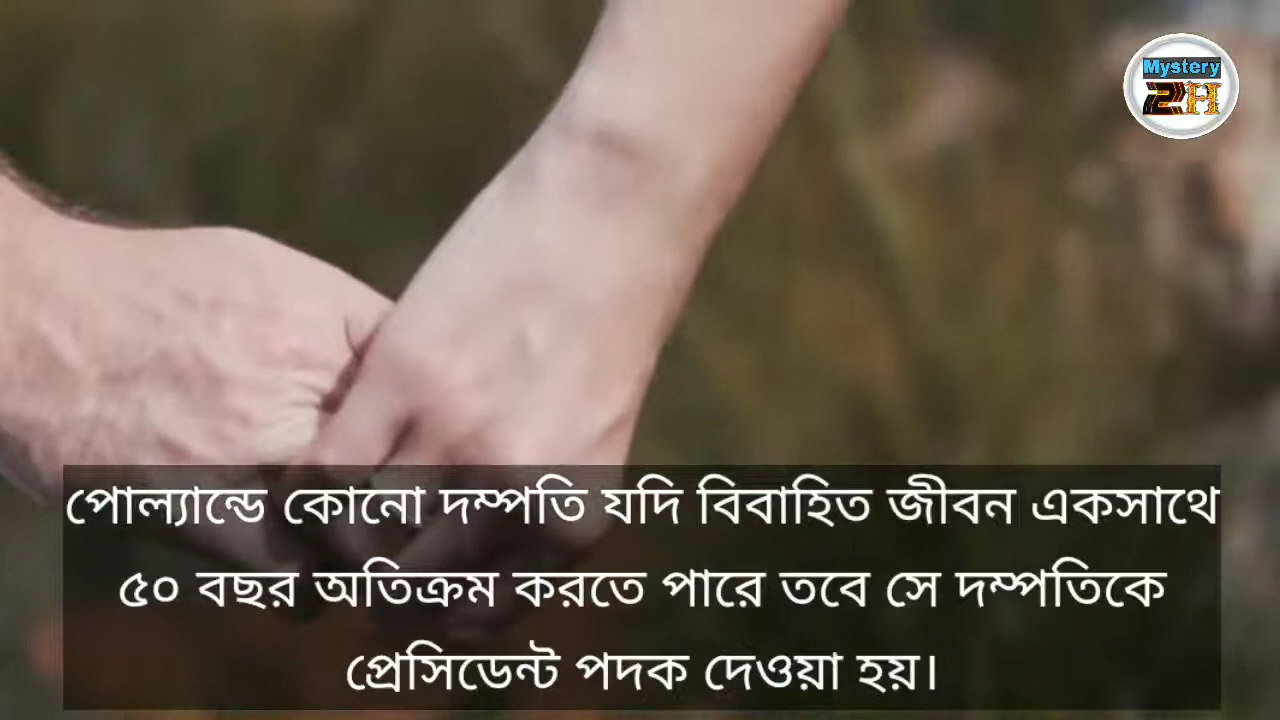 Mystery
2H
পোল্যান্ডে কোনো দম্পতি যদি বিবাহিত জীবন একসাথে
৫০ বছর অতিক্রম করতে পারে তবে সে দম্পতিকে
প্রেসিডেন্ট পদক দেওয়া হয়।